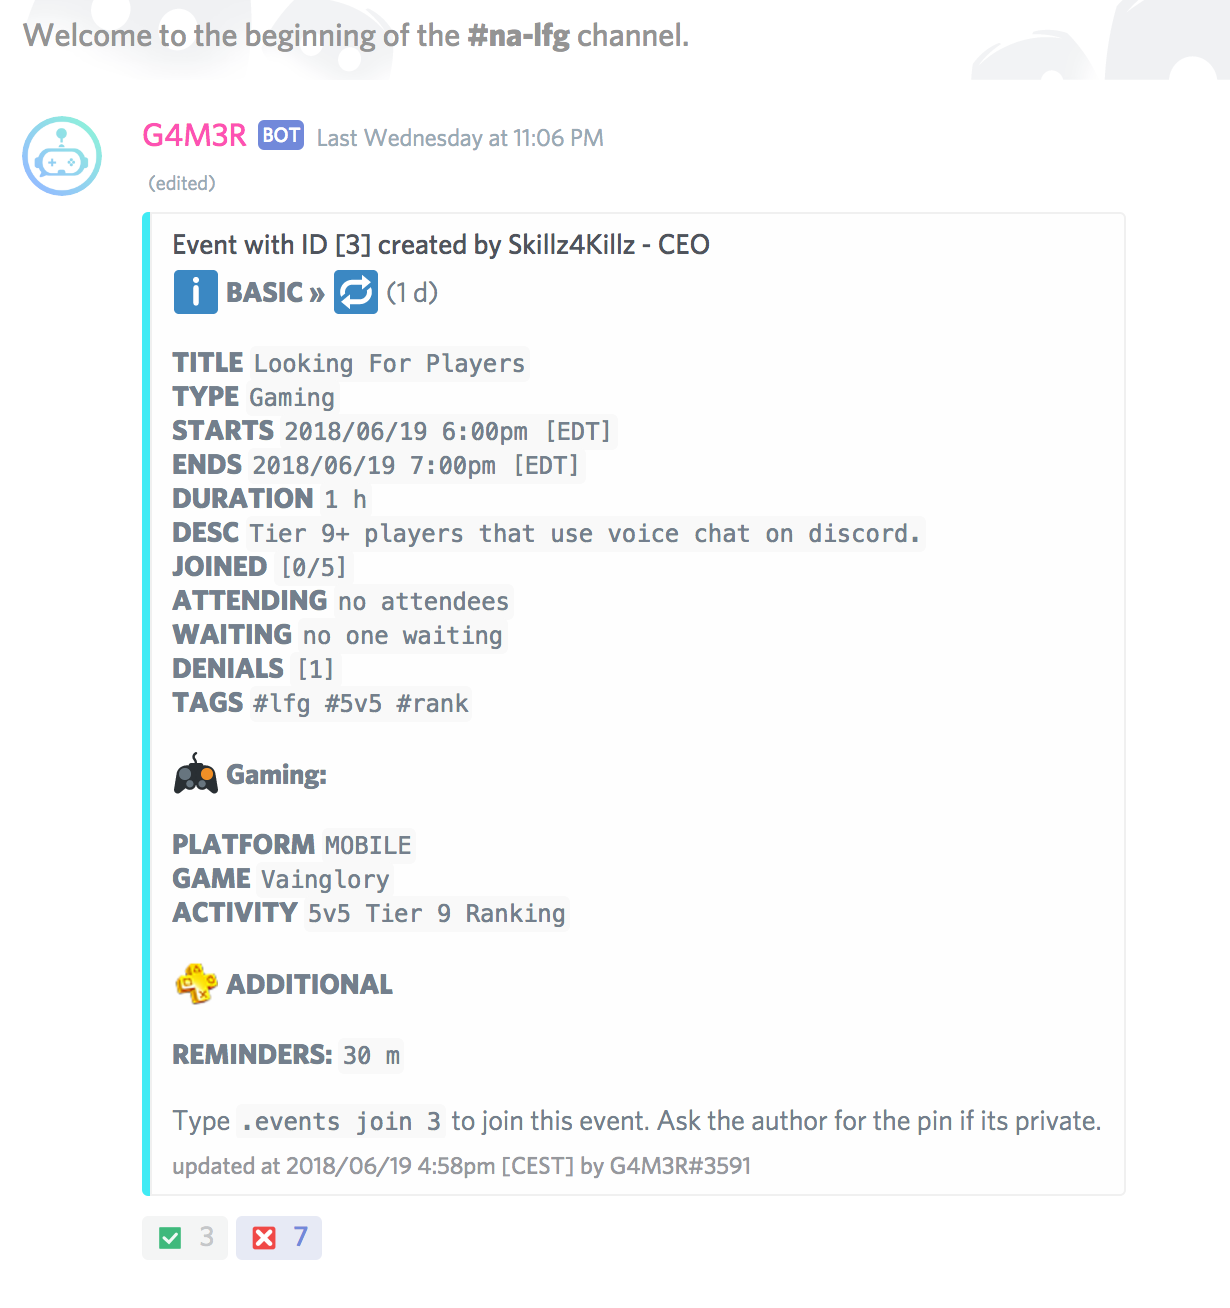 Welcome to the beginning of the #na-lfg channel.
G4M3R BOT Last Wednesday at 11:06 PM
(edited)
Event with ID [3] created by Skillz4Killz - CEO
BASIC » (1 d)
TITLE Looking For Players
TYPE Gaming
STARTS 2018/06/19 6:00pm [EDT]
ENDS 2018/06/19 7:00pm [EDT]
DURATION 1 h
DESC Tier 9+ players that use voice chat on discord.
JOINED [0/5]
ATTENDING no attendees
WAITING no one waiting
DENIALS [1]
TAGS #lfg #5v5 #rank
Gaming:
PLATFORM MOBILE
GAME Vainglory
ACTIVITY 5v5 Tier 9 Ranking
ADDITIONAL
REMINDERS: 30 m
Type .events join 3 to join this event. Ask the author for the pin if its private.
updated at 2018/06/19 4:58pm [CEST] by G4M3R#3591
3 7